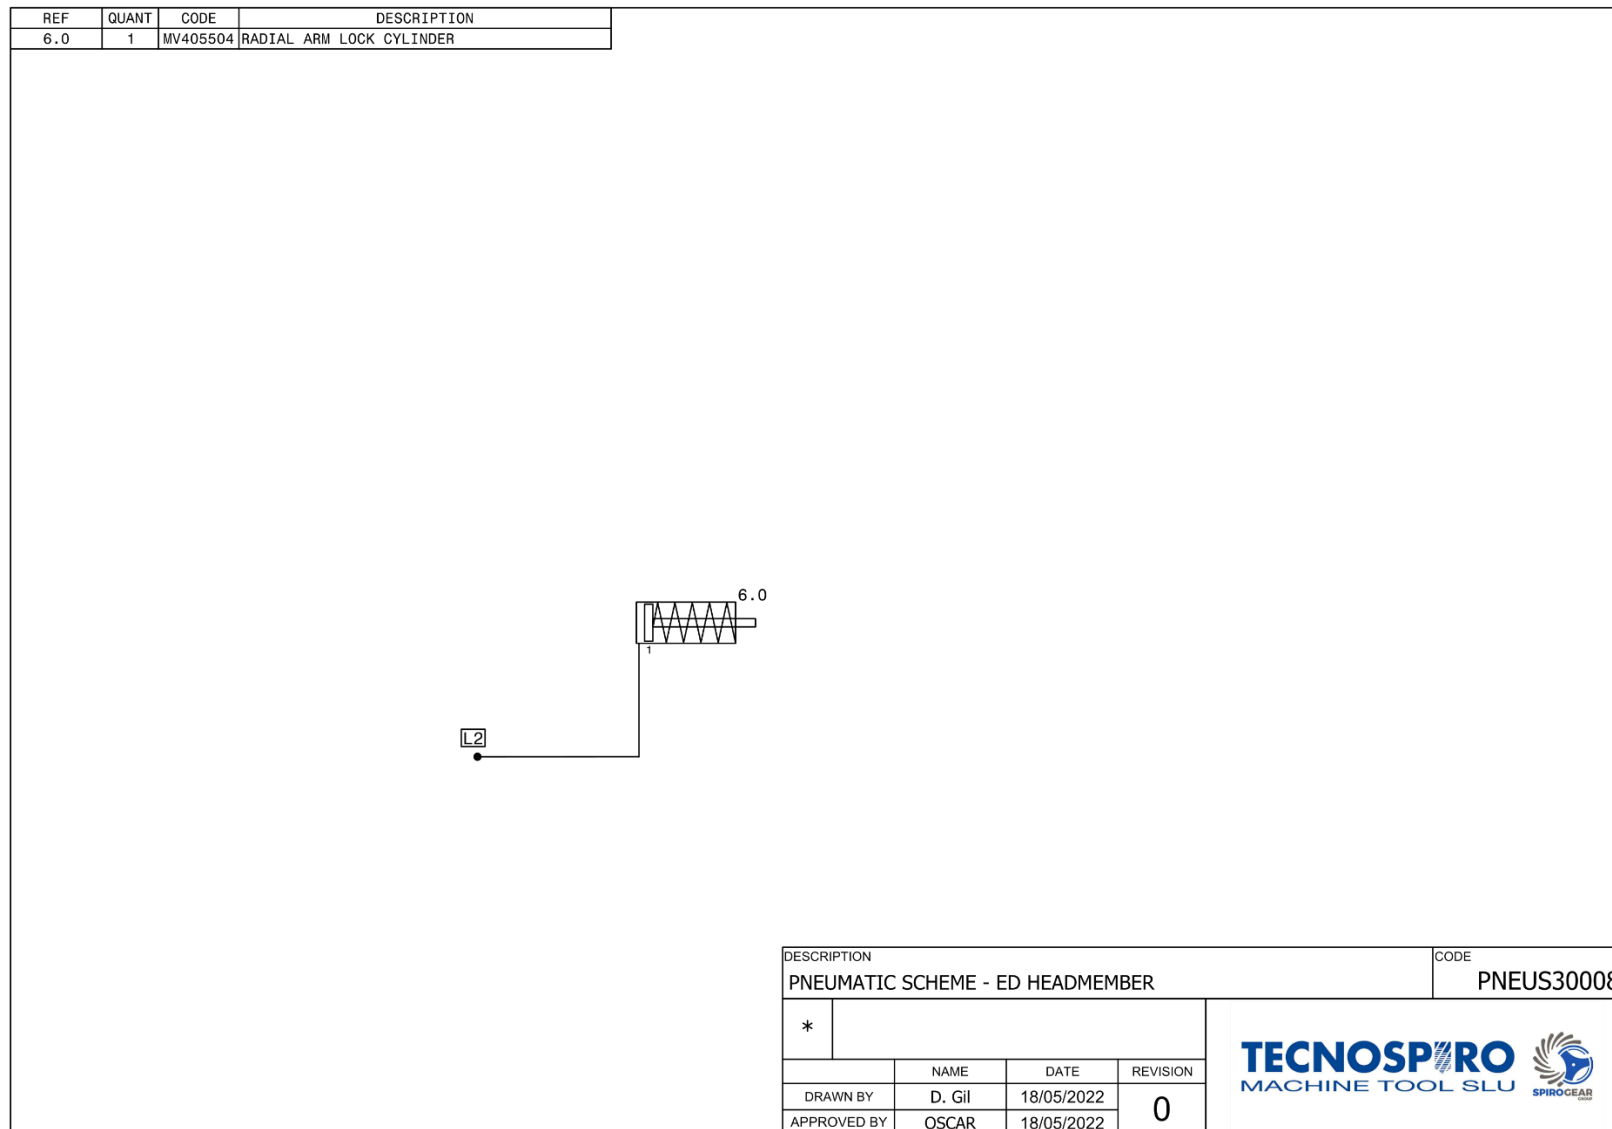 REF QUANT CODE DESCRIPTION
6.0 1 MV405504 RADIAL ARM LOCK CYLINDER
6.0
1
L2
DESCRIPTION CODE
PNEUMATIC SCHEME - ED HEADMEMBER PNEUS30008
*
NAME DATE REVISION
DRAWN BY D. Gil 18/05/2022 0
APPROVED BY OSCAR 18/05/2022
TECNOSPIRO
MACHINE TOOL SLU
SPIROGEAR
GROUP